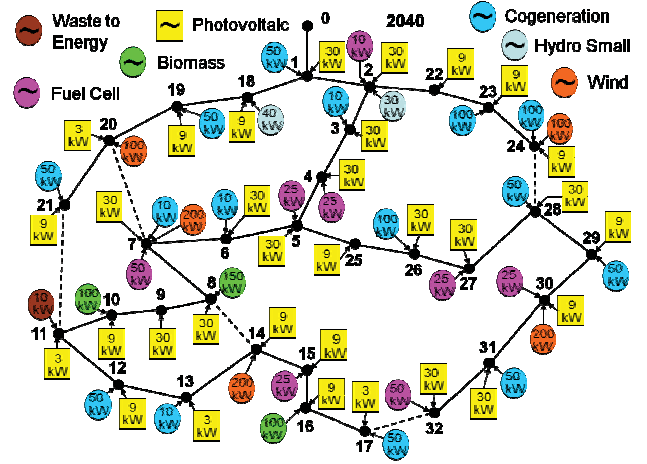 Waste to
Energy
Photovoltaic
0
2040
Cogeneration
Hydro Small
Biomass
Wind
Fuel Cell
50
kW
1
30
kW
10
kW
2
30
kW
30
kW
22
9
kW
23
9
kW
19
18
9
kW
50
kW
9
kW
40
kW
10
kW
3
30
kW
100
kW
100
kW
100
kW
24
9
kW
20
3
kW
100
kW
4
30
kW
25
kW
25
kW
50
kW
21
9
kW
30
kW
7
10
kW
200
kW
50
kW
10
kW
30
kW
6
30
kW
5
9
kW
25
100
kW
30
kW
26
30
kW
25
kW
27
50
kW
30
kW
28
9
kW
29
50
kW
10
kW
11
3
kW
100
kW
10
9
kW
9
30
kW
8
150
kW
30
kW
25
kW
30
9
kW
200
kW
14
9
kW
200
kW
15
9
kW
25
kW
31
50
kW
30
kW
12
50
kW
9
kW
13
10
kW
3
kW
16
9
kW
100
kW
3
kW
17
50
kW
50
kW
30
kW
32